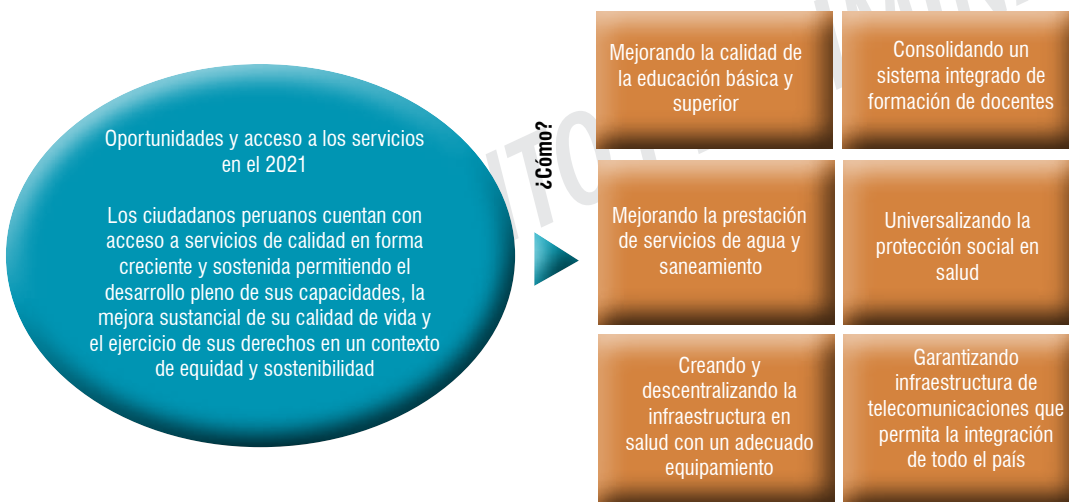 Oportunidades y acceso a los servicios
en el 2021
Los ciudadanos peruanos cuentan con
acceso a servicios de calidad en forma
creciente y sostenida permitiendo el
desarrollo pleno de sus capacidades, la
mejora sustancial de su calidad de vida y
el ejercicio de sus derechos en un contexto
de equidad y sostenibilidad
¿Cómo?
Mejorando la calidad de
la educación básica y
superior
Consolidando un
sistema integrado de
formación de docentes
Mejorando la prestación
de servicios de agua y
saneamiento
Universalizando la
protección social en
salud
Creando y
descentralizando la
infraestructura en
salud con un adecuado
equipamiento
Garantizando
infraestructura de
telecomunicaciones que
permita la integración
de todo el país